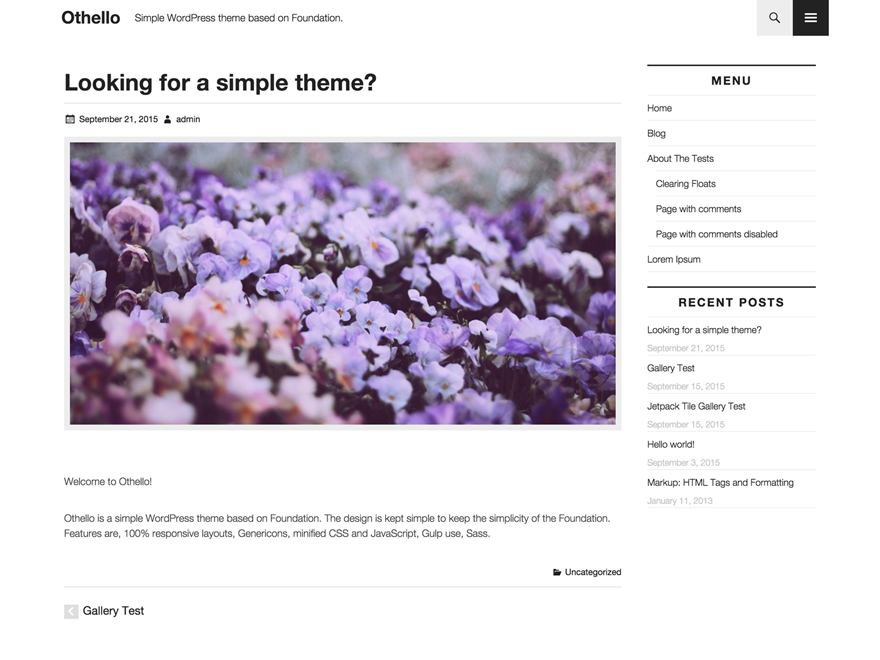 Othello
Simple WordPress theme based on Foundation.
Looking for a simple theme?
September 21, 2015 admin
Welcome to Othello!
Othello is a simple WordPress theme based on Foundation. The design is kept simple to keep the simplicity of the Foundation.
Features are, 100% responsive layouts, Genericons, minified CSS and JavaScript, Gulp use, Sass.
Uncategorized
Gallery Test
MENU
Home
Blog
About The Tests
Clearing Floats
Page with comments
Page with comments disabled
Lorem Ipsum
RECENT POSTS
Looking for a simple theme?
September 21, 2015
Gallery Test
September 15, 2015
Jetpack Tile Gallery Test
September 15, 2015
Hello world!
September 3, 2015
Markup: HTML Tags and Formatting
January 11, 2013